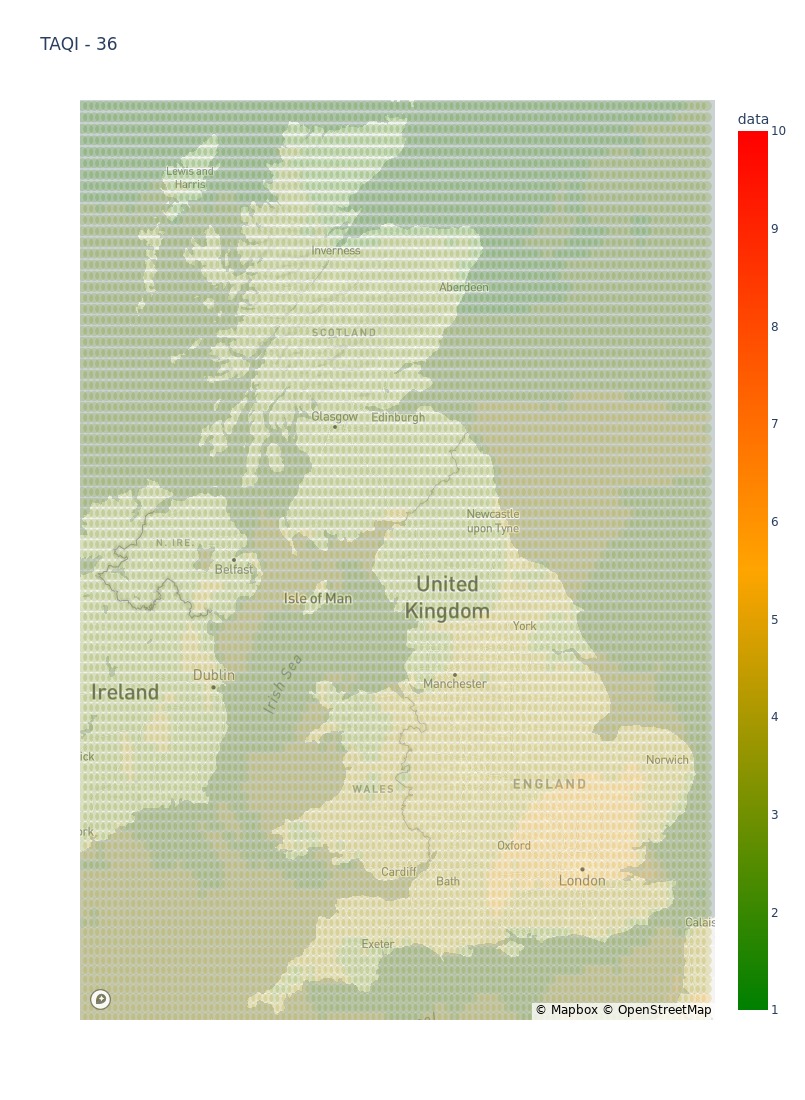 TAQI - 36
data
10
9
8
7
6
5
4
3
2
1
Lewis and
Harris
Inverness
Aberdeen
SCOTLAND
Glasgow
Edinburgh
Newcastle
upon Tyne
N. IRE.
Belfast
Isle of Man
United
Kingdom
York
Irish Sea
Dublin
Manchester
Ireland
ick
Norwich
WALES
ENGLAND
ork
Oxford
Cardiff
Bath
London
Calais
Exeter
© Mapbox © OpenStreetMap